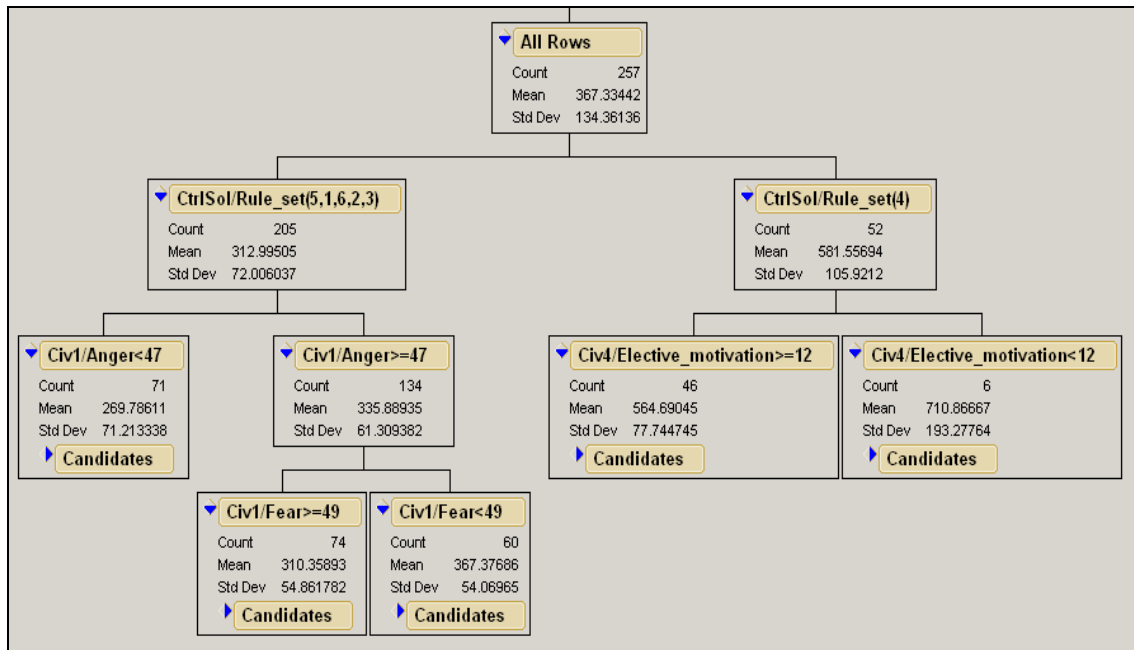 All Rows
Count 257
Mean 367.33442
Std Dev 134.36136
CtrlSol/Rule_set(5,1,6,2,3)
Count 205
Mean 312.99505
Std Dev 72.006037
CtrlSol/Rule_set(4)
Count 52
Mean 581.55694
Std Dev 105.9212
Civ1/Anger<47
Count 71
Mean 269.78611
Std Dev 71.213338
Candidates
Civ1/Anger>=47
Count 134
Mean 335.88935
Std Dev 61.309382
Civ4/Elective_motivation>=12
Count 46
Mean 564.69045
Std Dev 77.744745
Candidates
Civ4/Elective_motivation<12
Count 6
Mean 710.86667
Std Dev 193.27764
Candidates
Civ1/Fear>=49
Count 74
Mean 310.35893
Std Dev 54.861782
Candidates
Civ1/Fear<49
Count 60
Mean 367.37686
Std Dev 54.06965
Candidates